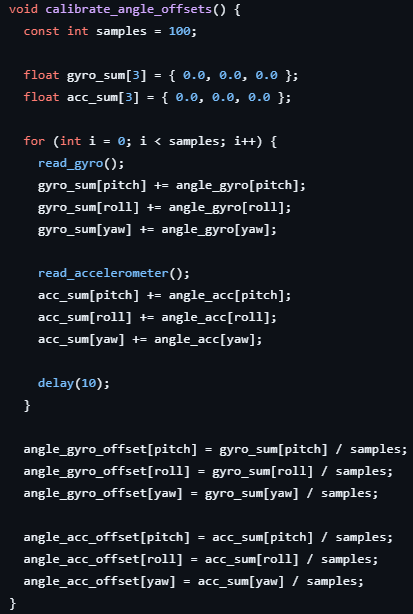 void calibrate_angle_offsets() {
  const int samples = 100;

  float gyro_sum[3] = { 0.0, 0.0, 0.0 };
  float acc_sum[3] = { 0.0, 0.0, 0.0 };

  for (int i = 0; i < samples; i++) {
    read_gyro();
    gyro_sum[pitch] += angle_gyro[pitch];
    gyro_sum[roll] += angle_gyro[roll];
    gyro_sum[yaw] += angle_gyro[yaw];

    read_accelerometer();
    acc_sum[pitch] += angle_acc[pitch];
    acc_sum[roll] += angle_acc[roll];
    acc_sum[yaw] += angle_acc[yaw];

    delay(10);
  }

  angle_gyro_offset[pitch] = gyro_sum[pitch] / samples;
  angle_gyro_offset[roll] = gyro_sum[roll] / samples;
  angle_gyro_offset[yaw] = gyro_sum[yaw] / samples;

  angle_acc_offset[pitch] = acc_sum[pitch] / samples;
  angle_acc_offset[roll] = acc_sum[roll] / samples;
  angle_acc_offset[yaw] = acc_sum[yaw] / samples;
}